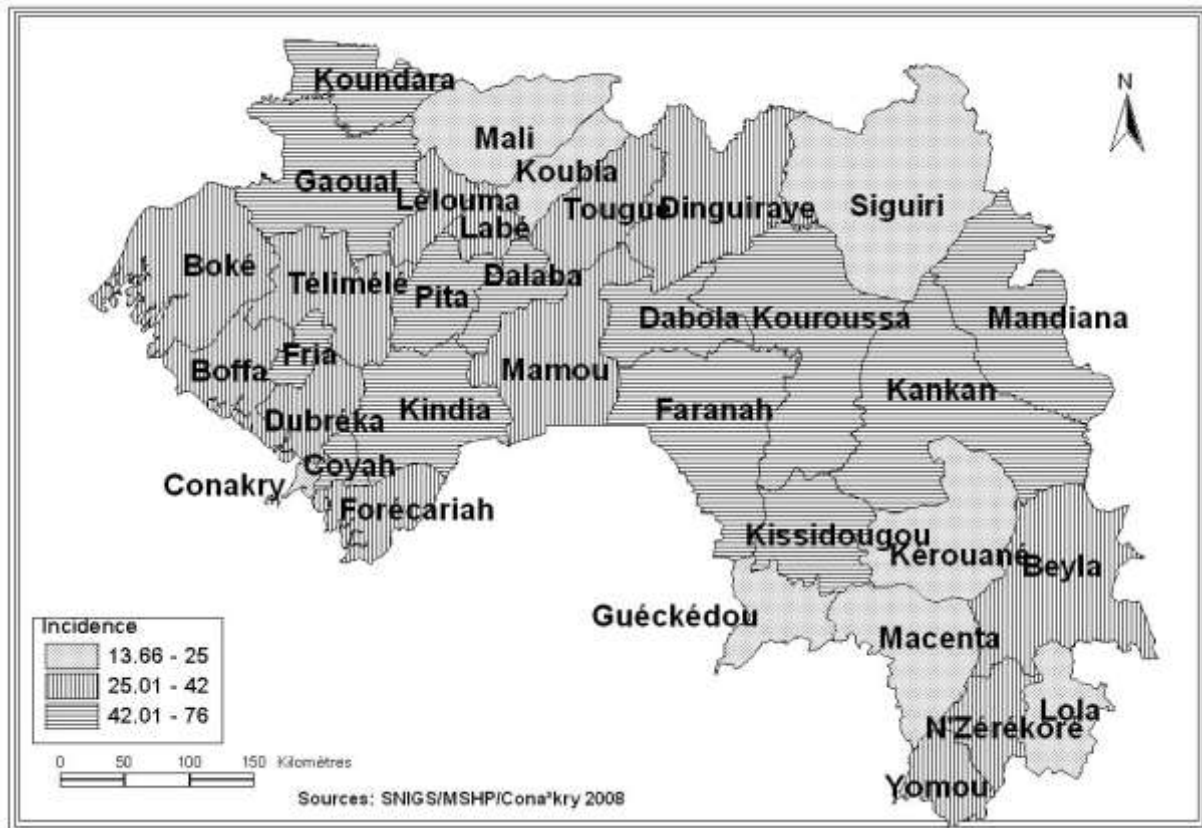 N
Koundara
Mali
Koubia
Gaoual
Lélouma
Tougué
Dinguiraye
Siguiri
Labé
Boké
Télimélé
Dalaba
Pita
Dabola
Kouroussa
Mandiana
Fria
Boffa
Mamou
Kankan
Kindia
Faranah
Dubréka
Coyah
Conakry
Forécariah
Kissidougou
Kérouané
Beyla
Guéckédou
Macenta
Lola
N'Zérékoré
Yomou
Incidence
13.66 - 25
25.01 - 42
42.01 - 76
0 50 100 150 Kilomètres
Sources: SNIGS/MSHP/Cona²kry 2008